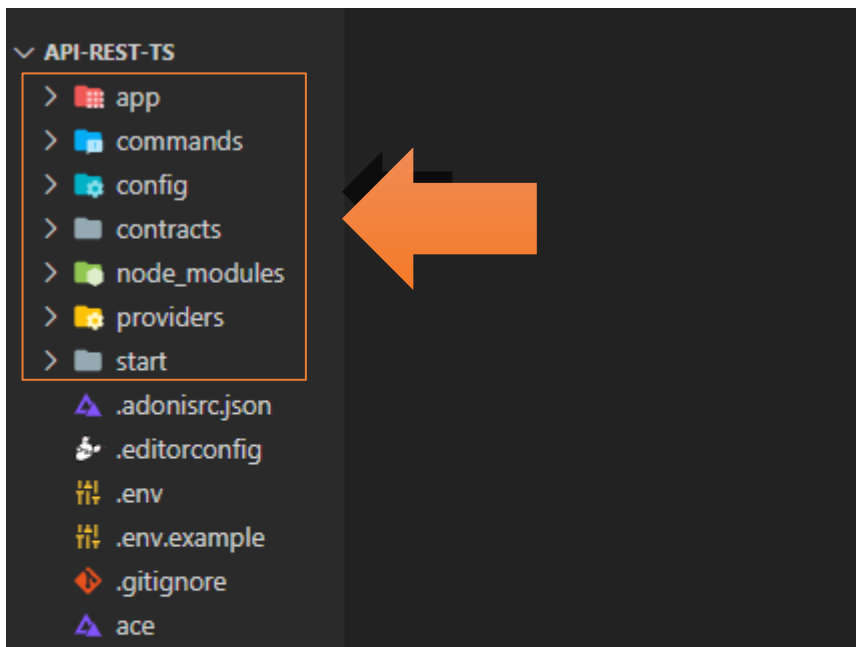 API-REST-TS
app
commands
config
contracts
node_modules
providers
start
.adonisrc.json
.editorconfig
.env
.env.example
.gitignore
ace